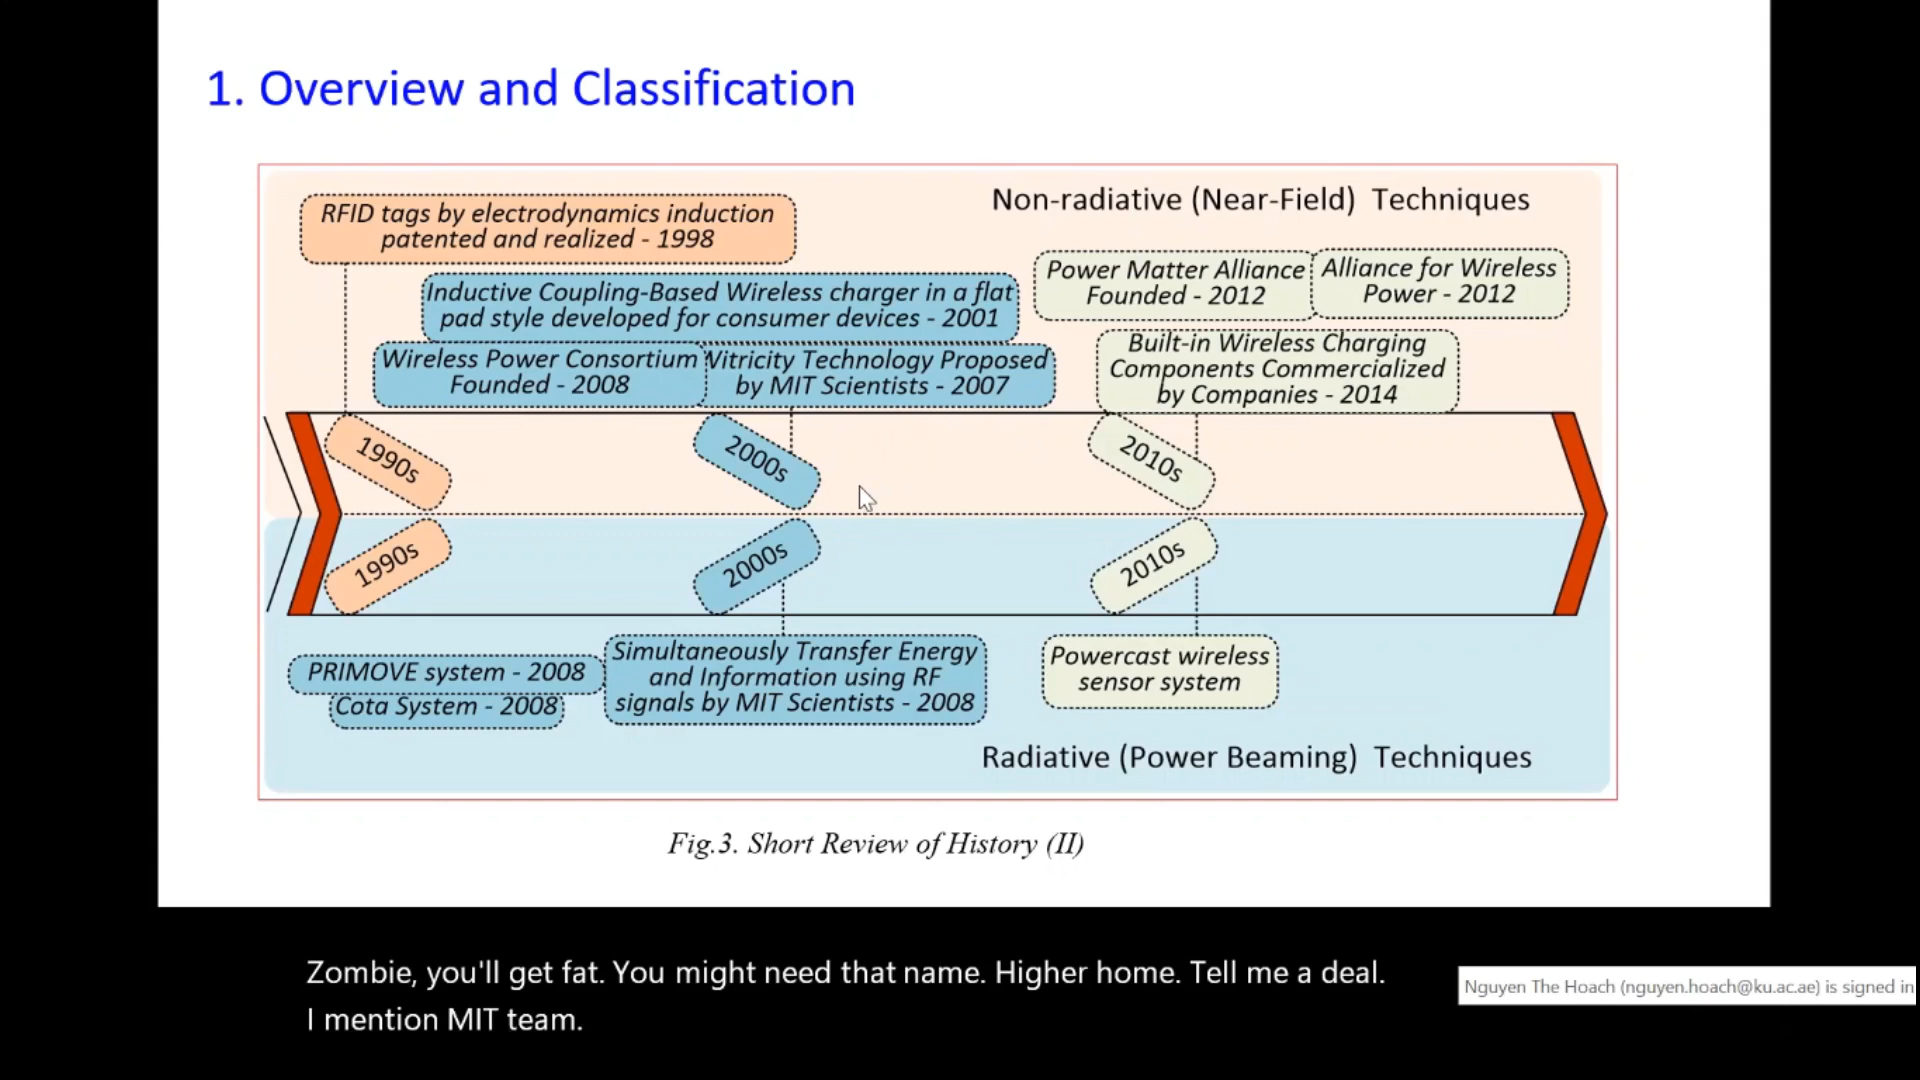 1. Overview and Classification
RFID tags by electrodynamics induction
patented and realized - 1998
Non-radiative (Near-Field) Techniques
Inductive Coupling-Based Wireless charger in a flat
pad style developed for consumer devices - 2001
Power Matter Alliance
Founded - 2012
Alliance for Wireless
Power - 2012
Wireless Power Consortium
Founded - 2008
Witricity Technology Proposed
by MIT Scientists - 2007
Built-in Wireless Charging
Components Commercialized
by Companies - 2014
1990s
2000s
2010s
1990s
2000s
2010s
PRIMOVE system - 2008
Cota System - 2008
Simultaneously Transfer Energy
and Information using RF
signals by MIT Scientists - 2008
Powercast wireless
sensor system
Radiative (Power Beaming) Techniques
Fig.3. Short Review of History (II)
Zombie, you'll get fat. You might need that name. Higher home. Tell me a deal.
I mention MIT team.
Nguyen The Hoach (nguyen.hoach@ku.ac.ae) is signed in